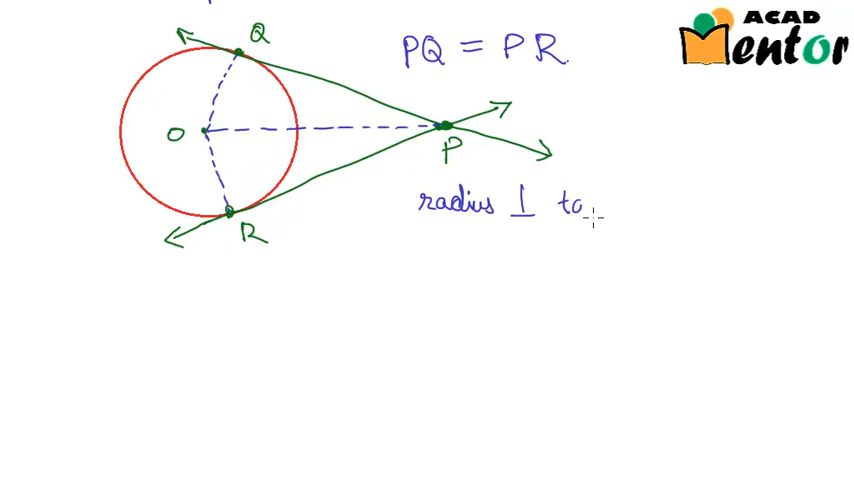 ACAD
Mentor
Q
PQ = PR
O
P
radius ⊥ to
R